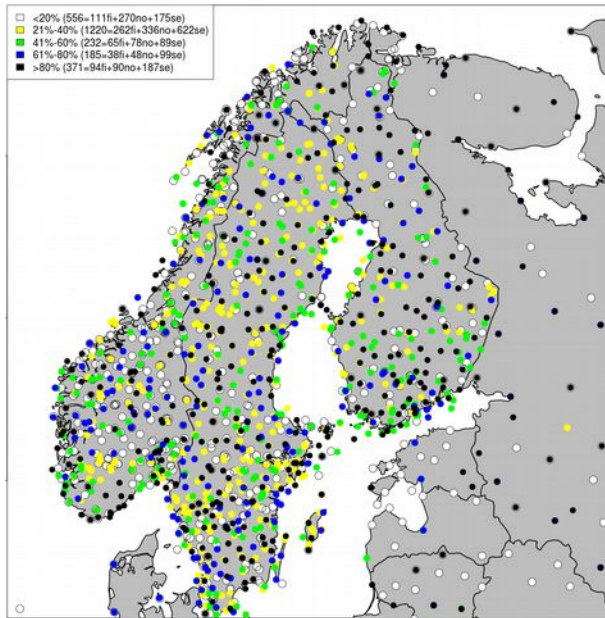 <20% (556=111fi+270no+175se)
21%-40% (1220=262fi+336no+622se)
41%-60% (232=65fi+78no+89se)
61%-80% (185=38fi+48no+99se)
>80% (371=94fi+90no+187se)